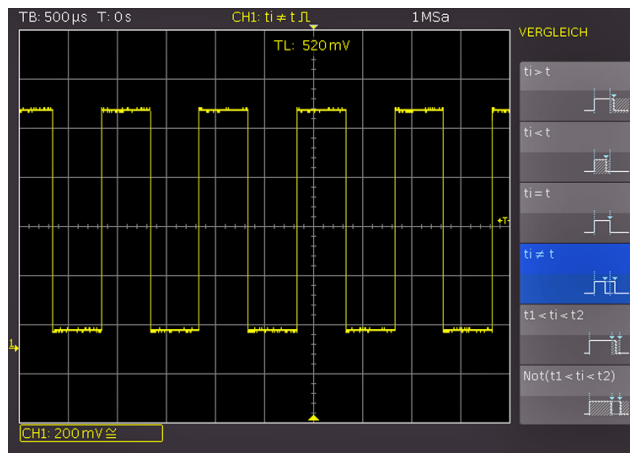 TB: 500µs T: 0s CH1: ti ≠ t 1MSa
VERGLEICH
TL: 520mV
ti > t
ti < t
ti = t
T
ti ≠ t
t1 < ti < t2
1
Not(t1 < ti < t2)
CH1: 200mV ≅